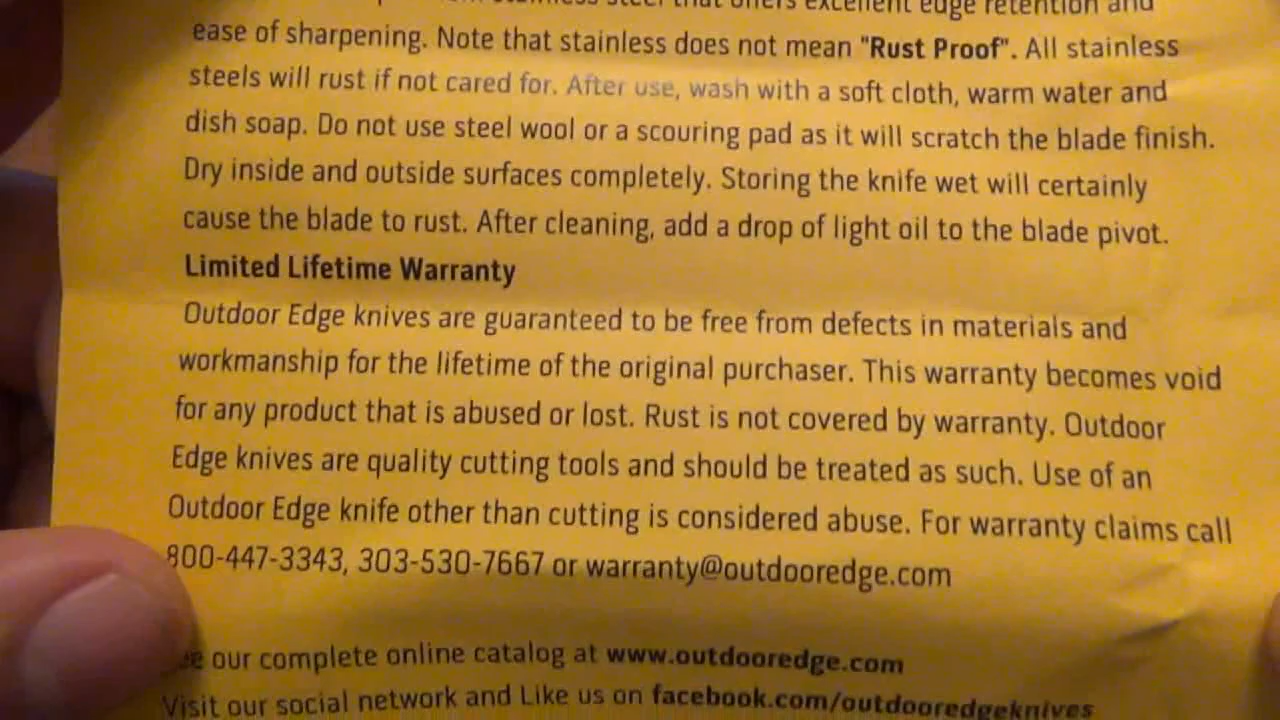 stainless steel that offers excellent edge retention and
ease of sharpening. Note that stainless does not mean "Rust Proof". All stainless
steels will rust if not cared for. After use, wash with a soft cloth, warm water and
dish soap. Do not use steel wool or a scouring pad as it will scratch the blade finish.
Dry inside and outside surfaces completely. Storing the knife wet will certainly
cause the blade to rust. After cleaning, add a drop of light oil to the blade pivot.
Limited Lifetime Warranty
Outdoor Edge knives are guaranteed to be free from defects in materials and
workmanship for the lifetime of the original purchaser. This warranty becomes void
for any product that is abused or lost. Rust is not covered by warranty. Outdoor
Edge knives are quality cutting tools and should be treated as such. Use of an
Outdoor Edge knife other than cutting is considered abuse. For warranty claims call
800-447-3343, 303-530-7667 or warranty@outdooredge.com
our complete online catalog at www.outdooredge.com
Visit our social network and Like us on facebook.com/outdooredgeknives